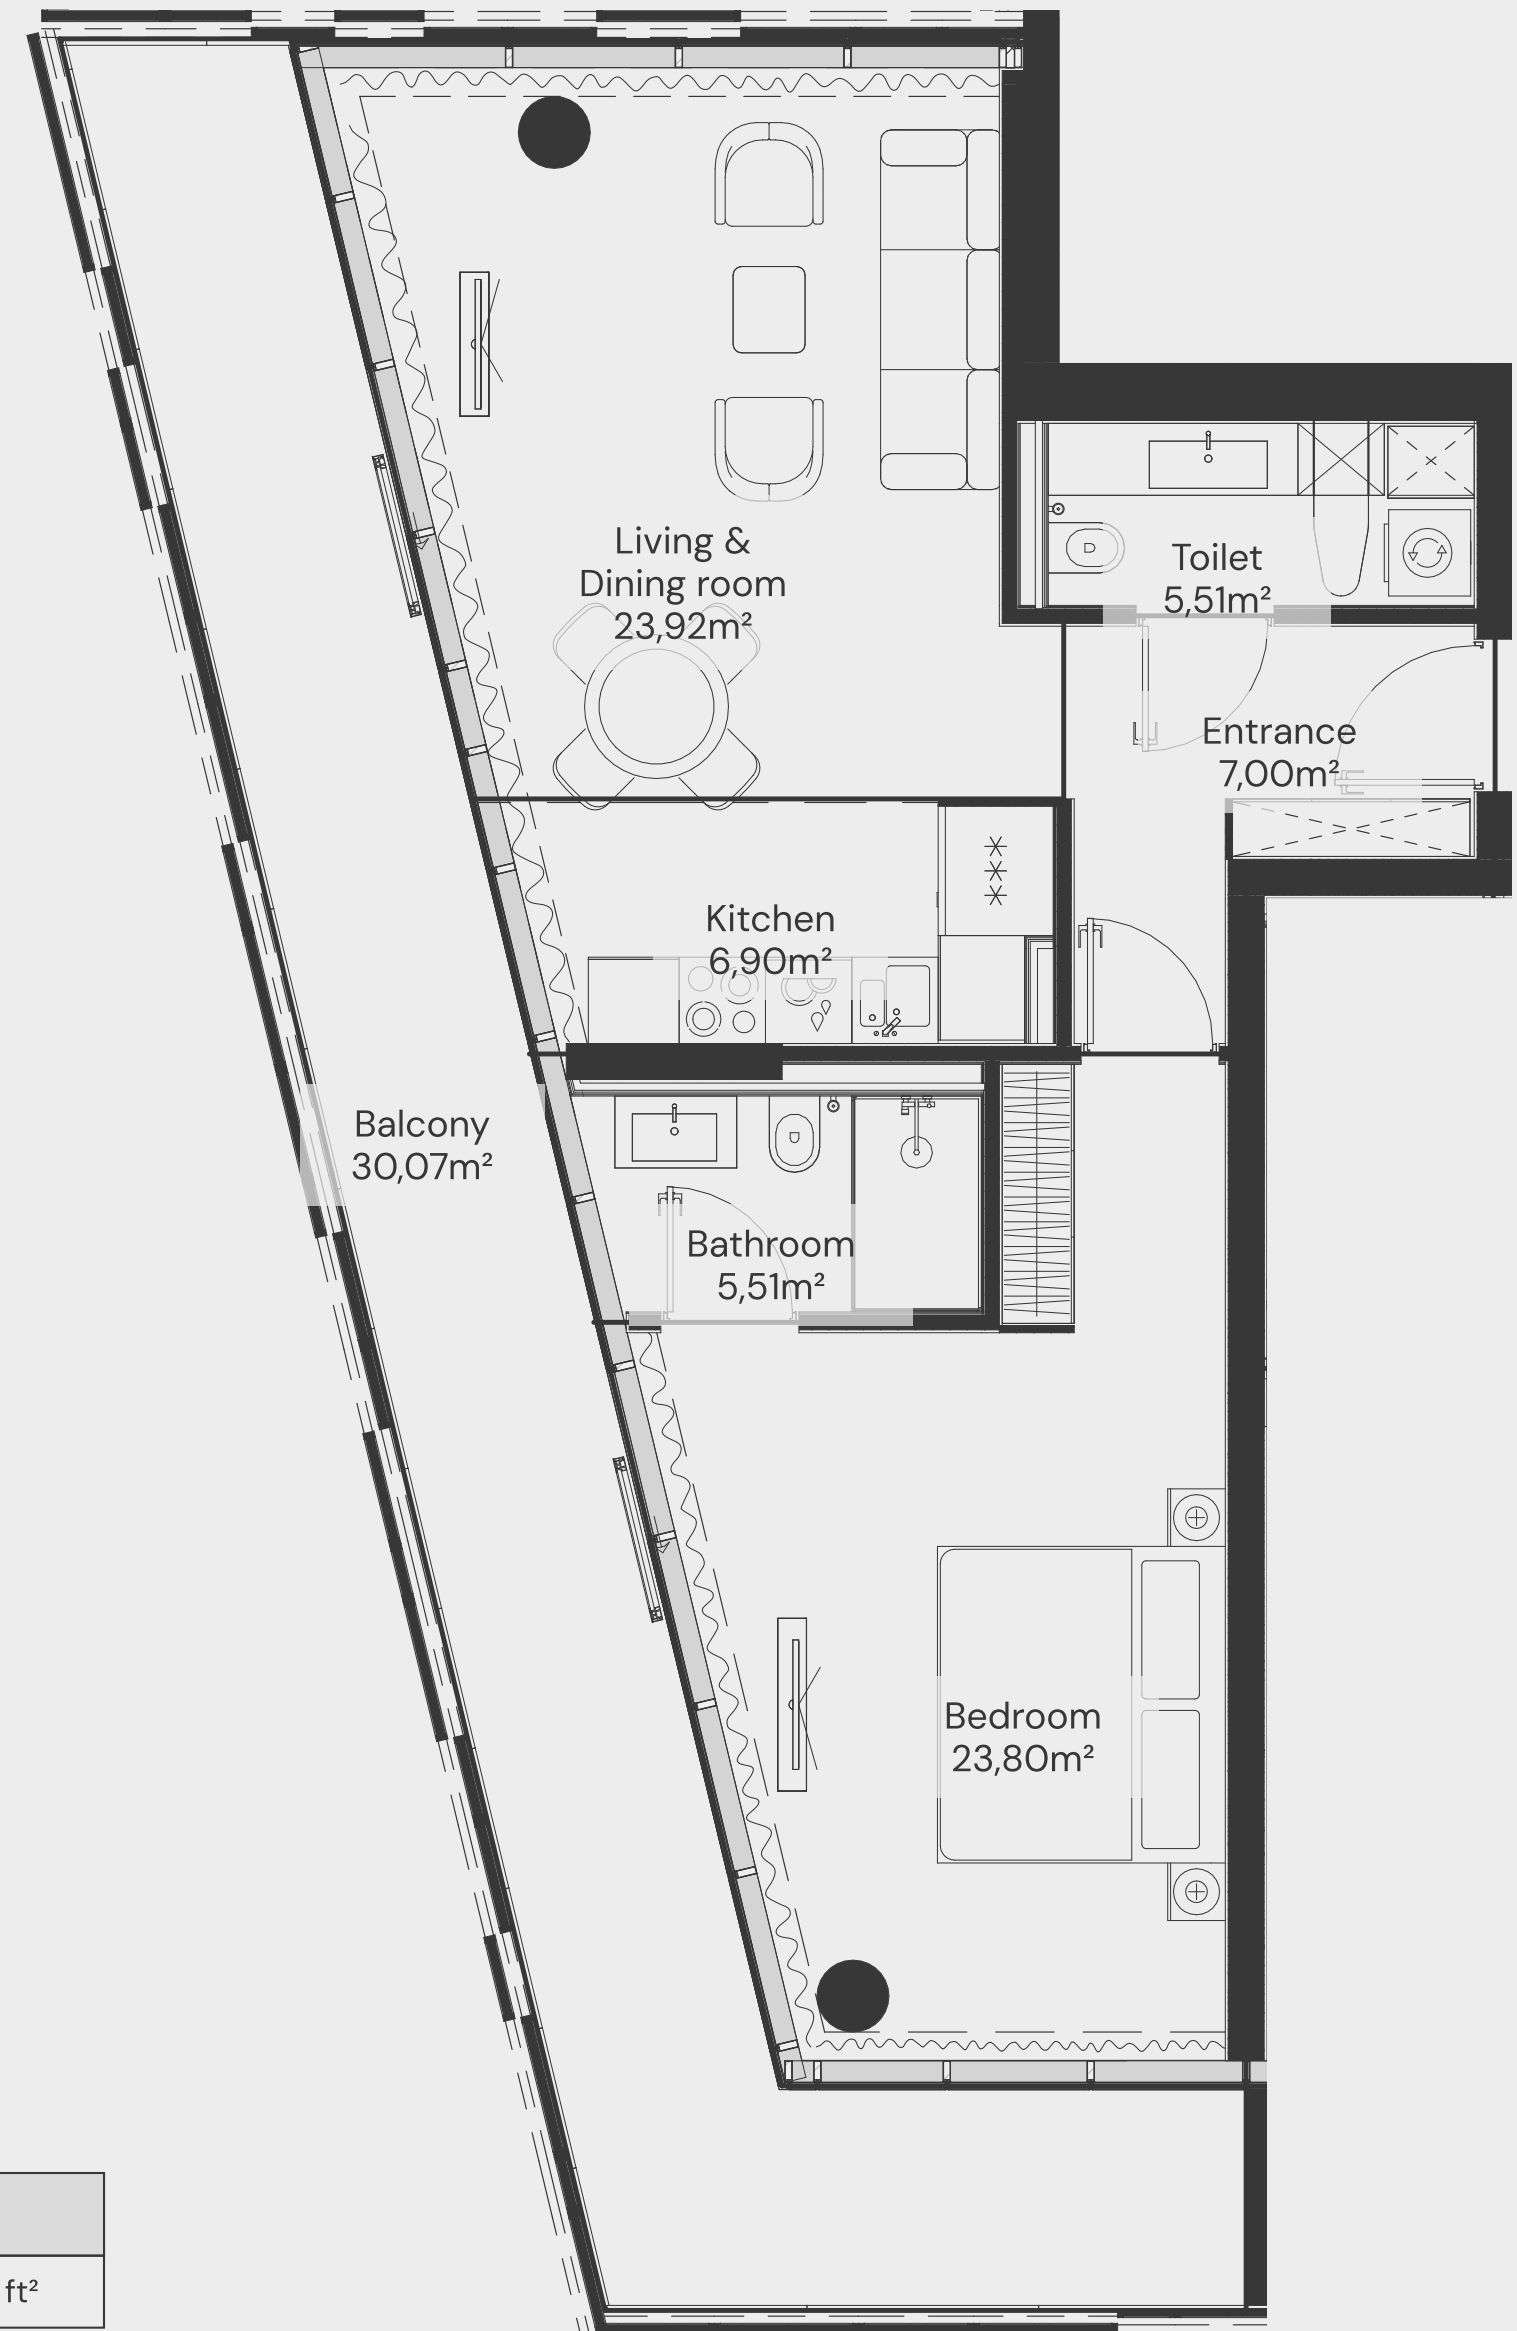 Living &
Dining room
23,92m²
Toilet
5,51m²
Entrance
7,00m²
Kitchen
6,90m²
Balcony
30,07m²
Bathroom
5,51m²
Bedroom
23,80m²
ft²